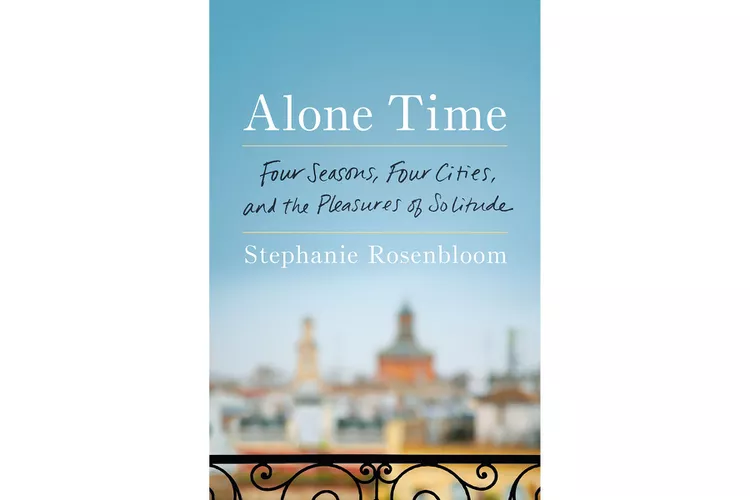 Alone Time
Four Seasons, Four Cities,
and the Pleasures of Solitude
Stephanie Rosenbloom